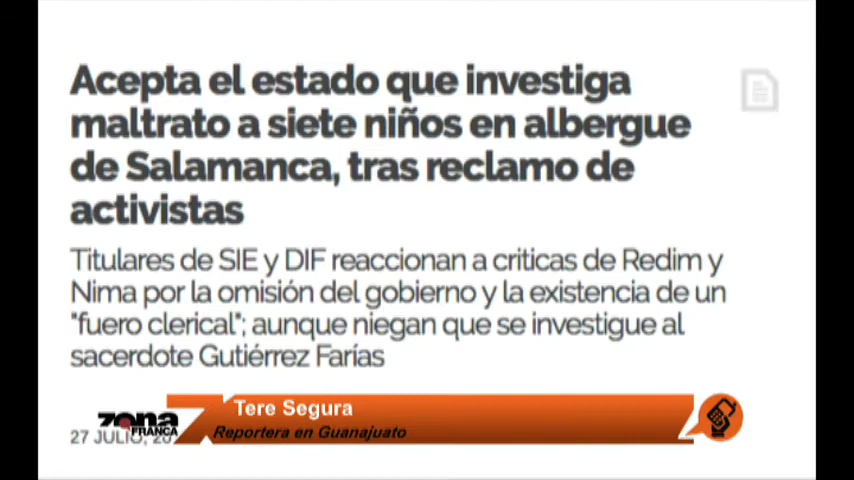 Acepta el estado que investiga
maltrato a siete niños en albergue
de Salamanca, tras reclamo de
activistas
Titulares de SIE y DIF reaccionan a criticas de Redim y
Nima por la omisión del gobierno y la existencia de un
"fuero clerical"; aunque niegan que se investigue al
sacerdote Gutiérrez Farías
Tere Segura
zona
FRANCA
Reportera en Guanajuato
27 JULIO,